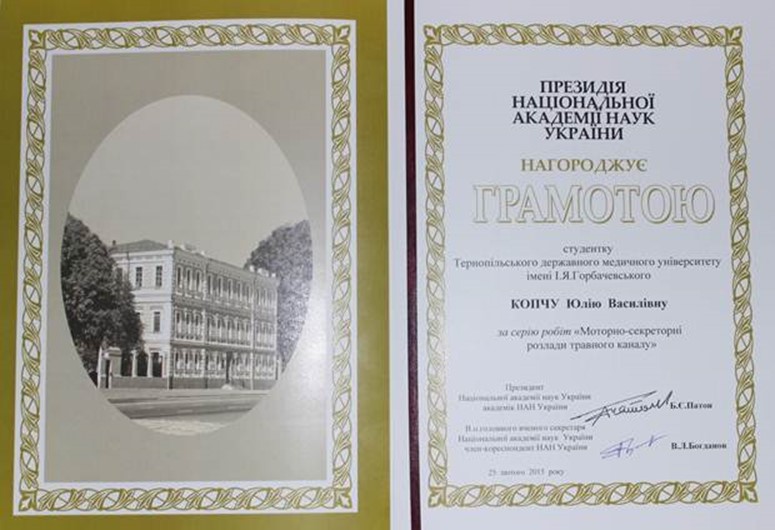 ПРЕЗИДІЯ
НАЦІОНАЛЬНОЇ
АКАДЕМІЇ НАУК
УКРАЇНИ
НАГОРОДЖУЄ
ГРАМОТОЮ
студентку
Тернопільського державного медичного університету
імені І.Я.Горбачевського
КОПЧУ Юлію Василівну
за серію робіт «Моторно-секреторні
розлади травного каналу»
Президент
Національної академії наук України
академік НАН України
Б.Є.Патон
В.о.головного вченого секретаря
Національної академії наук України
член-кореспондент НАН України
В.Л.Богданов
25 лютого 2015 року